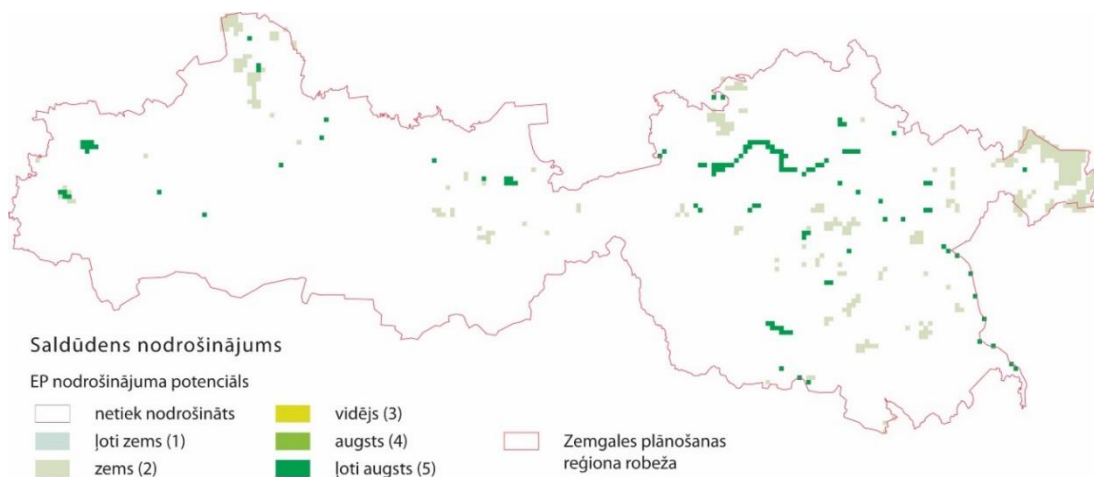 Saldūdens nodrošinājums
EP nodrošinājuma potenciāls
netiek nodrošināts
ļoti zems (1)
zems (2)
vidējs (3)
augsts (4)
ļoti augsts (5)
Zemgales plānošanas
reģiona robeža